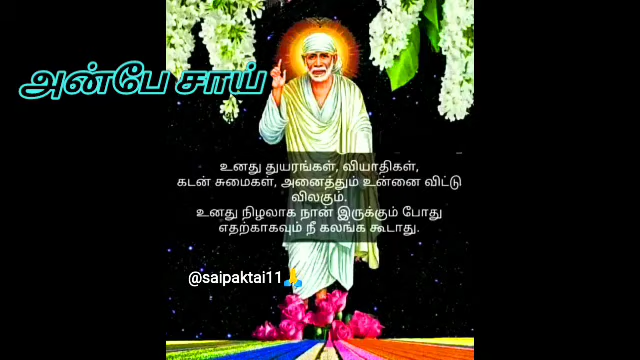 அன்பே சாய்
உனது துயரங்கள், வியாதிகள்,
கடன் சுமைகள், அனைத்தும் உன்னை விட்டு
விலகும்.
உனது நிழலாக நான் இருக்கும் போது
எதற்காகவும் நீ கலங்க கூடாது.
@saipaktai11🙏